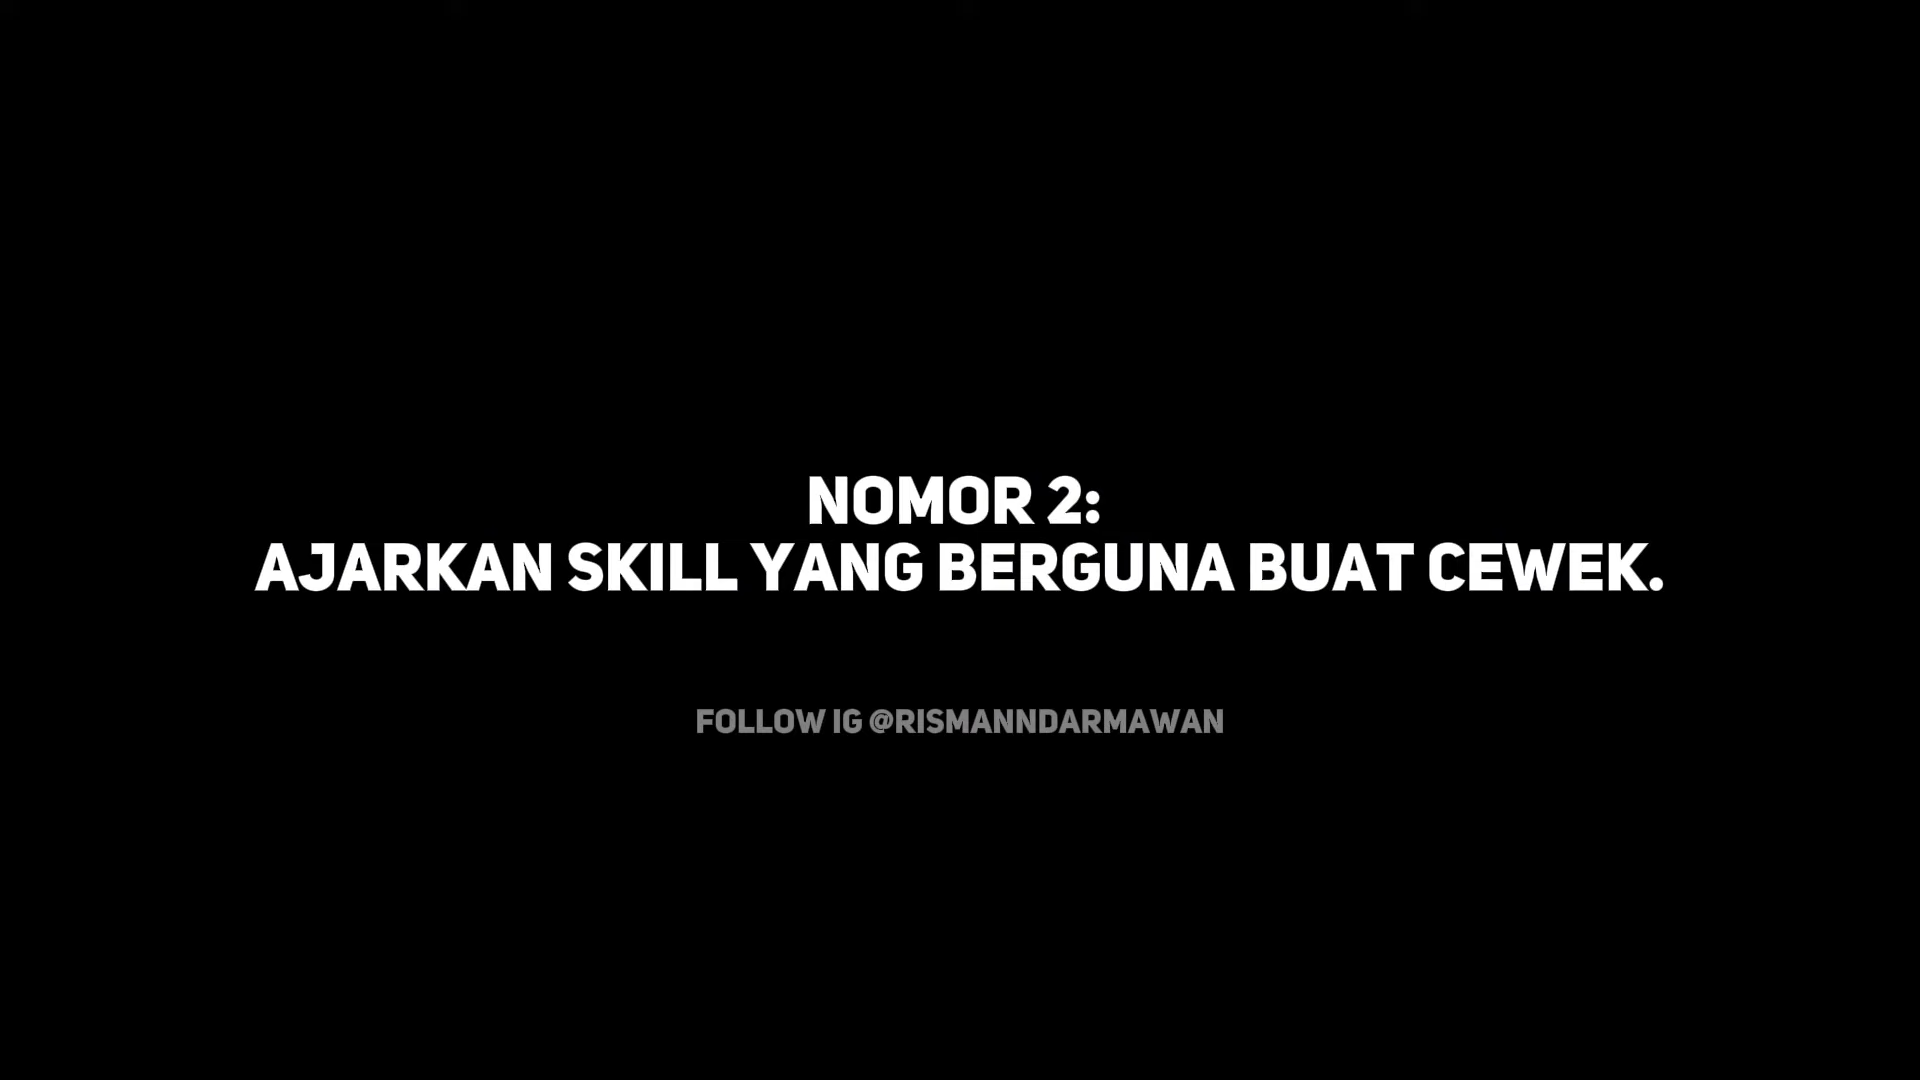 NOMOR 2:
AJARKAN SKILL YANG BERGUNA BUAT CEWEK.
FOLLOW IG @RISMANNDARMAWAN